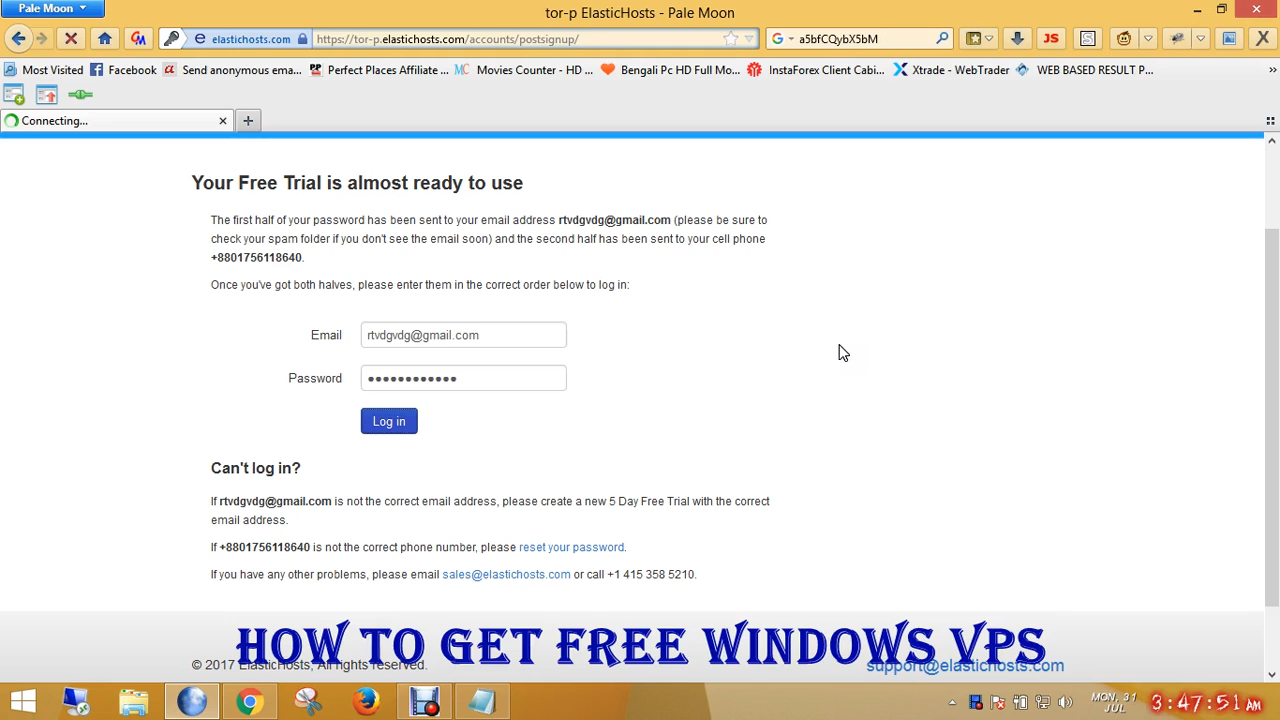 Pale Moon
tor-p ElasticHosts - Pale Moon
elastichosts.com
https://tor-p.elastichosts.com/accounts/postsignup/
a5bfCQybX5bM
Most Visited
Facebook
Send anonymous ema...
Perfect Places Affiliate ...
Movies Counter - HD ...
Bengali Pc HD Full Mo...
InstaForex Client Cabi...
Xtrade - WebTrader
WEB BASED RESULT P...
Connecting...
Your Free Trial is almost ready to use
The first half of your password has been sent to your email address rtvdgvdg@gmail.com (please be sure to
check your spam folder if you don't see the email soon) and the second half has been sent to your cell phone
+8801756118640.
Once you've got both halves, please enter them in the correct order below to log in:
Email
rtvdgvdg@gmail.com
Password
Log in
Can't log in?
If rtvdgvdg@gmail.com is not the correct email address, please create a new 5 Day Free Trial with the correct
email address.
If +8801756118640 is not the correct phone number, please reset your password.
If you have any other problems, please email sales@elastichosts.com or call +1 415 358 5210.
HOW TO GET FREE WINDOWS VPS
© 2017 ElasticHosts, All rights reserved.
support@elastichosts.com
MON, 31
JUL
3:47:51 AM